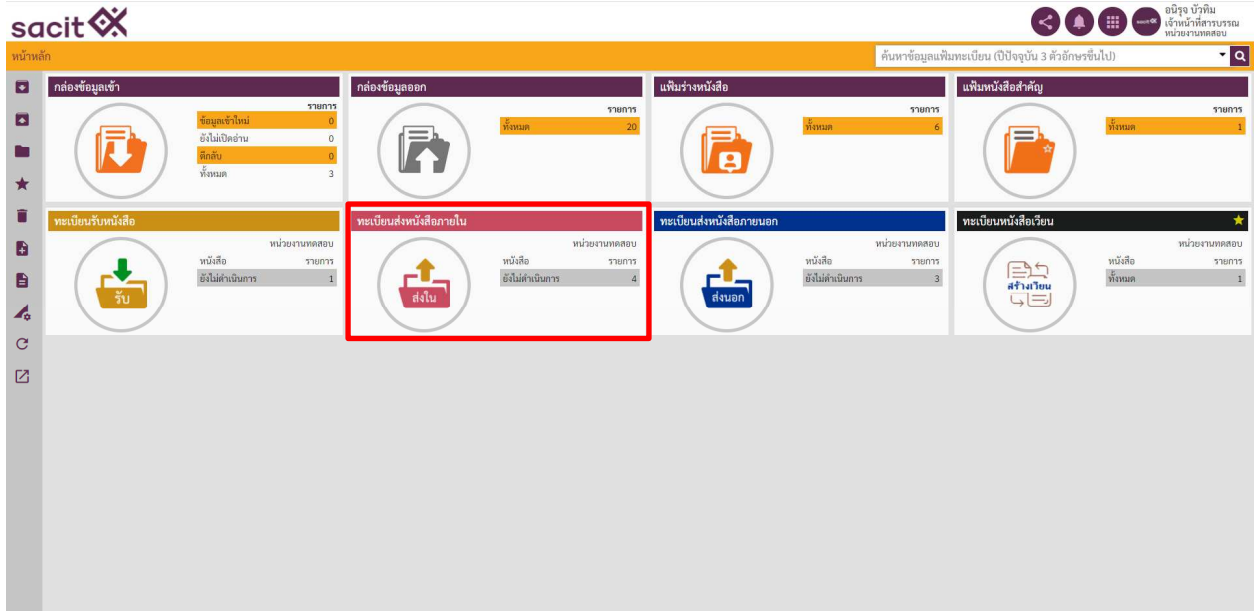 sacit
อนิรุจ บัวทิม
เจ้าหน้าที่สารบรรณ
หน่วยงานทดสอบ
หน้าหลัก
ค้นหาข้อมูลแฟ้มทะเบียน (ปีปัจจุบัน 3 ตัวอักษรขึ้นไป)
กล่องข้อมูลเข้า
รายการ
ข้อมูลเข้าใหม่ 0
ยังไม่เปิดอ่าน 0
ตีกลับ 0
ทั้งหมด 3
กล่องข้อมูลออก
รายการ
ทั้งหมด 20
แฟ้มร่างหนังสือ
รายการ
ทั้งหมด 6
แฟ้มหนังสือสำคัญ
รายการ
ทั้งหมด 1
ทะเบียนรับหนังสือ
หน่วยงานทดสอบ
หนังสือ รายการ
ยังไม่ดำเนินการ 1
รับ
ทะเบียนส่งหนังสือภายใน
หน่วยงานทดสอบ
หนังสือ รายการ
ยังไม่ดำเนินการ 4
ส่งใน
ทะเบียนส่งหนังสือภายนอก
หน่วยงานทดสอบ
หนังสือ รายการ
ยังไม่ดำเนินการ 3
ส่งนอก
ทะเบียนหนังสือเวียน
หน่วยงานทดสอบ
หนังสือ รายการ
ทั้งหมด 1
สร้างเวียน